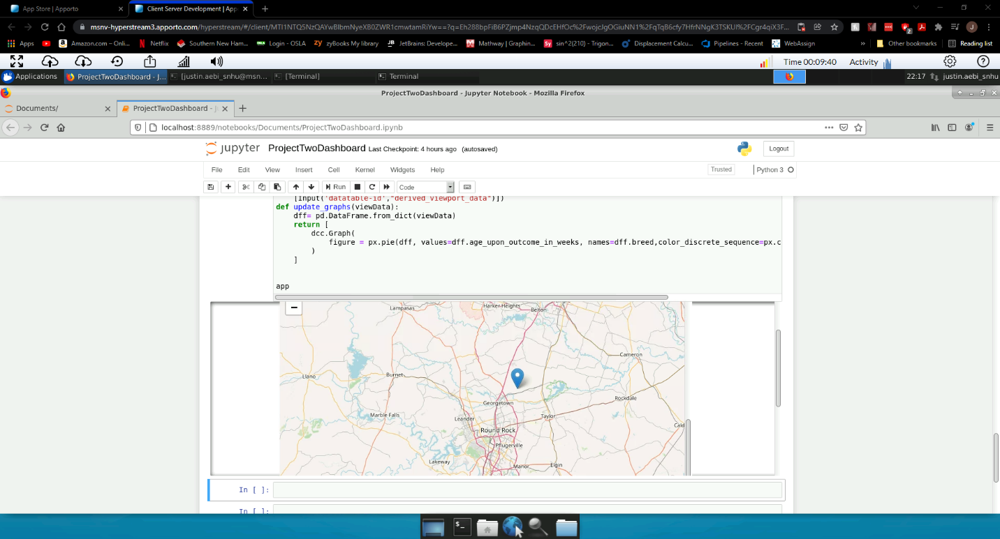 App Store | Apporto
Client Server Development | App
msnv-hyperstream3.apporto.com/hyperstream/#/client/
Apps
Amazon.com – Onli...
Netflix
Southern New Ham...
Login - OSLA
zyBooks My library
JetBrains: Develope...
Mathway | Graphin...
sin^2(210) - Trigon...
Displacement Calcu...
Pipelines - Recent
WebAssign
»
Other bookmarks
Reading list
Time 00:09:40
Activity
Applications
ProjectTwoDashboard - J...
[justin.aebi_snhu@msn...
[Terminal]
Terminal
22:17
justin.aebi_snhu
ProjectTwoDashboard - Jupyter Notebook - Mozilla Firefox
Documents/
ProjectTwoDashboard -
localhost:8889/notebooks/Documents/ProjectTwoDashboard.ipynb
jupyter
ProjectTwoDashboard Last Checkpoint: 4 hours ago (autosaved)
Logout
File Edit View Insert Cell Kernel Widgets Help
Trusted
Python 3
Run
Code
[Input('datatable-id',"derived_viewport_data")])
def update_graphs(viewData):
dff= pd.DataFrame.from_dict(viewData)
return [
dcc.Graph(
figure = px.pie(dff, values=dff.age_upon_outcome_in_weeks, names=dff.breed,color_discrete_sequence=px.c
)
]
app
−
Lampasas
Harker Heights
Belton
Cameron
Llano
Burnet
Georgetown
Rockdale
Marble Falls
Leander
Taylor
Cald
Round Rock
Pflugerville
Lakeway
Manor
Elgin
In [ ]:
In [ ]: